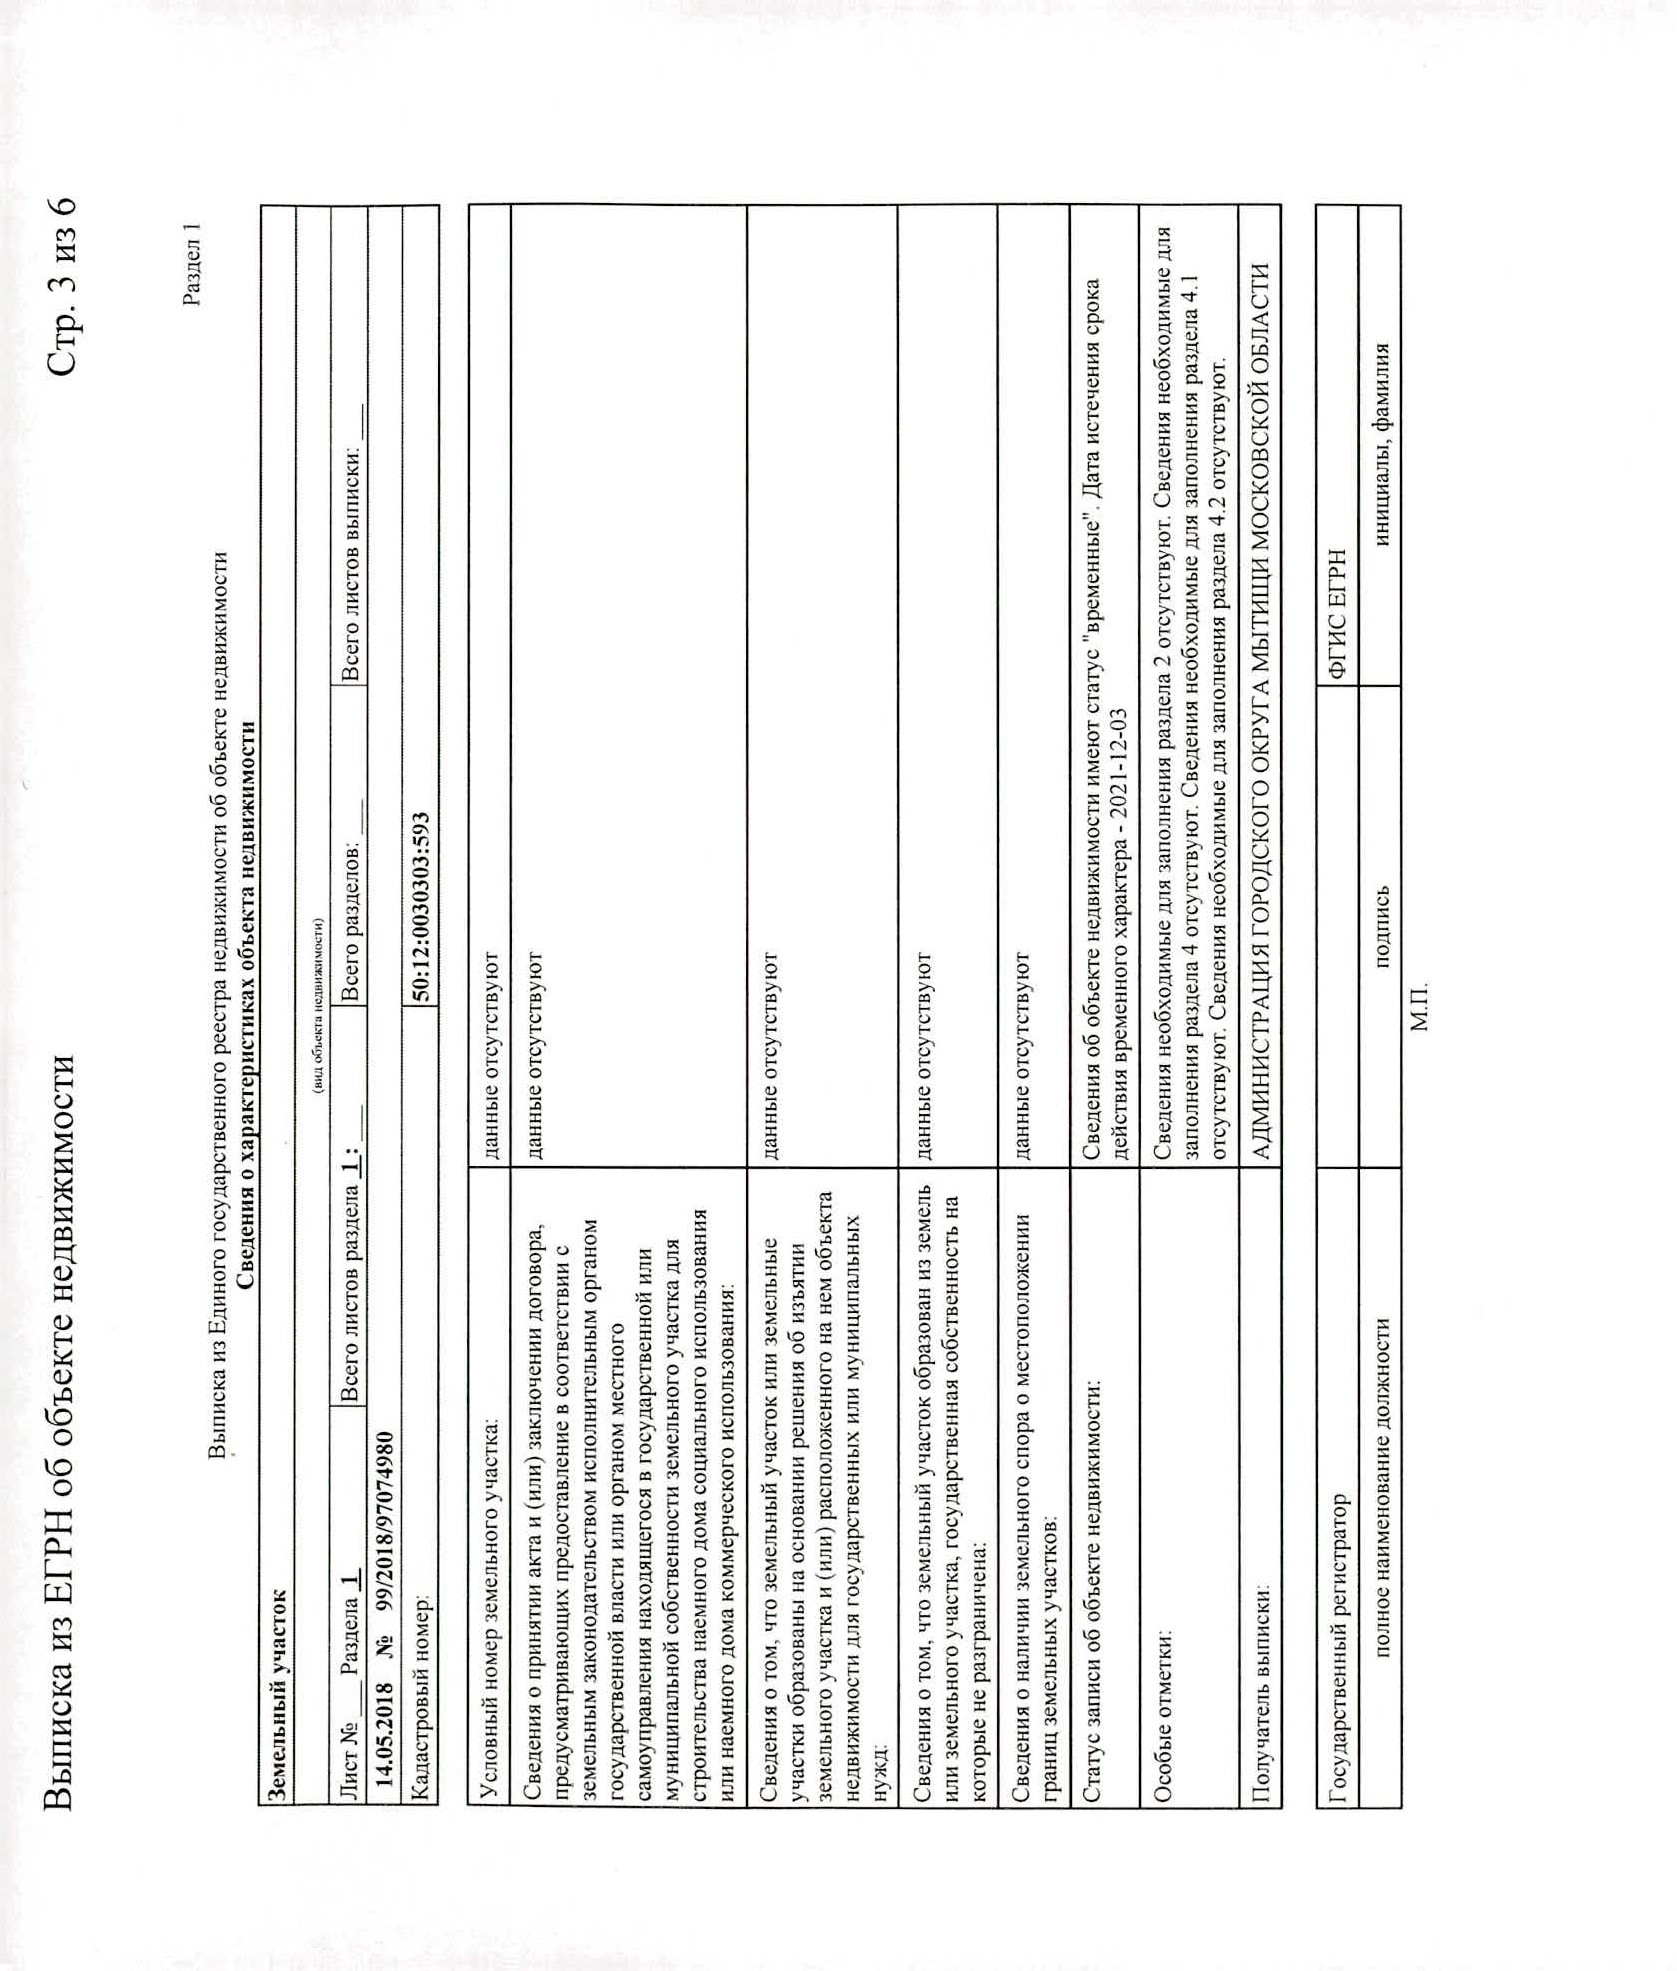 Выписка из ЕГРН об объекте недвижимости Стр. 3 из 6
Раздел 1
Выписка из Единого государственного реестра недвижимости об объекте недвижимости
Сведения о характеристиках объекта недвижимости
Земельный участок
(вид объекта недвижимости)
Лист № ___ Раздела 1 Всего листов раздела 1: ___ Всего разделов: ___ Всего листов выписки: ___
14.05.2018 № 99/2018/97074980
Кадастровый номер: 50:12:0030303:593
Условный номер земельного участка: данные отсутствуют
Сведения о принятии акта и (или) заключении договора, данные отсутствуют
предусматривающих предоставление в соответствии с
земельным законодательством исполнительным органом
государственной власти или органом местного
самоуправления находящегося в государственной или
муниципальной собственности земельного участка для
строительства наемного дома социального использования
или наемного дома коммерческого использования:
Сведения о том, что земельный участок или земельные данные отсутствуют
участки образованы на основании решения об изъятии
земельного участка и (или) расположенного на нем объекта
недвижимости для государственных или муниципальных
нужд:
Сведения о том, что земельный участок образован из земель данные отсутствуют
или земельного участка, государственная собственность на
которые не разграничена:
Сведения о наличии земельного спора о местоположении данные отсутствуют
границ земельных участков:
Статус записи об объекте недвижимости: Сведения об объекте недвижимости имеют статус "временные". Дата истечения срока
действия временного характера - 2021-12-03
Особые отметки: Сведения необходимые для заполнения раздела 2 отсутствуют. Сведения необходимые для
заполнения раздела 4 отсутствуют. Сведения необходимые для заполнения раздела 4.1
отсутствуют. Сведения необходимые для заполнения раздела 4.2 отсутствуют.
Получатель выписки: АДМИНИСТРАЦИЯ ГОРОДСКОГО ОКРУГА МЫТИЩИ МОСКОВСКОЙ ОБЛАСТИ
Государственный регистратор ФГИС ЕГРН
полное наименование должности подпись инициалы, фамилия
М.П.